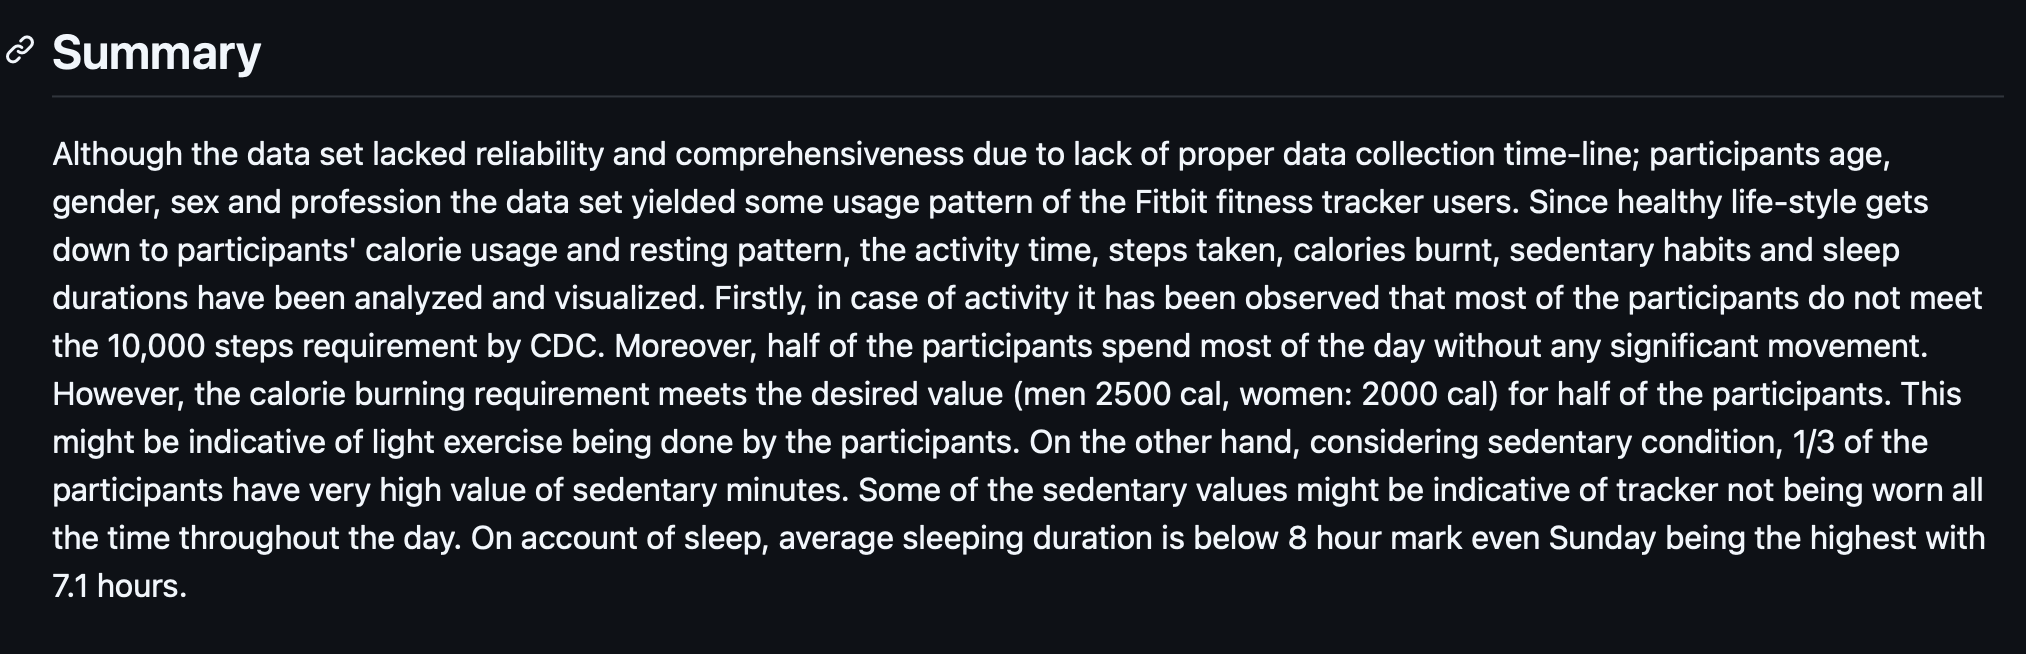 Summary
Although the data set lacked reliability and comprehensiveness due to lack of proper data collection time-line; participants age,
gender, sex and profession the data set yielded some usage pattern of the Fitbit fitness tracker users. Since healthy life-style gets
down to participants' calorie usage and resting pattern, the activity time, steps taken, calories burnt, sedentary habits and sleep
durations have been analyzed and visualized. Firstly, in case of activity it has been observed that most of the participants do not meet
the 10,000 steps requirement by CDC. Moreover, half of the participants spend most of the day without any significant movement.
However, the calorie burning requirement meets the desired value (men 2500 cal, women: 2000 cal) for half of the participants. This
might be indicative of light exercise being done by the participants. On the other hand, considering sedentary condition, 1/3 of the
participants have very high value of sedentary minutes. Some of the sedentary values might be indicative of tracker not being worn all
the time throughout the day. On account of sleep, average sleeping duration is below 8 hour mark even Sunday being the highest with
7.1 hours.